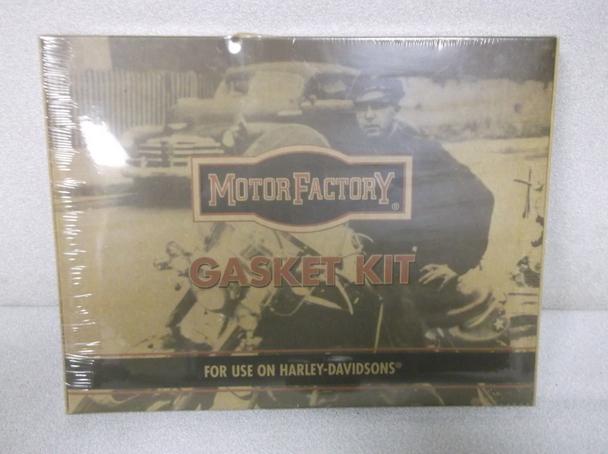 MOTOR FACTORY®
GASKET KIT
FOR USE ON HARLEY-DAVIDSONS®